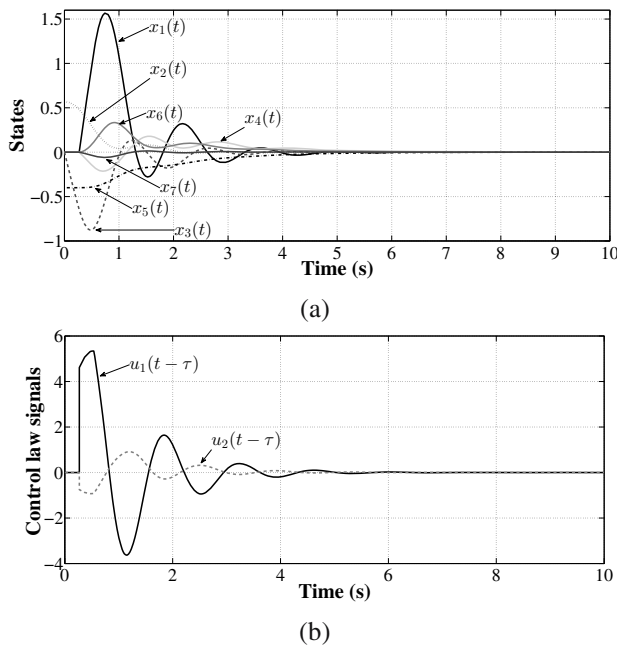 1.5
1
0.5
0
−0.5
−1
States
x₁(t)
x₂(t)
x₆(t)
x₄(t)
x₇(t)
x₅(t)
x₃(t)
0 1 2 3 4 5 6 7 8 9 10
Time (s)
(a)
6
4
2
0
−2
−4
Control law signals
u₁(t − τ)
u₂(t − τ)
0 2 4 6 8 10
Time (s)
(b)